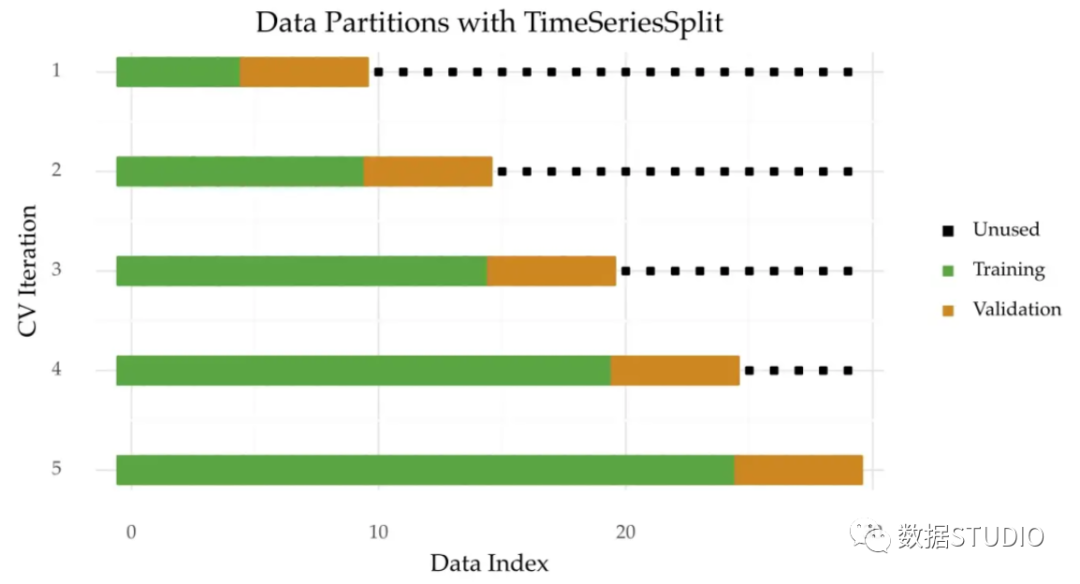 Data Partitions with TimeSeriesSplit
1
2
3
4
5
CV Iteration
0
10
20
Data Index
Unused
Training
Validation
数据STUDIO